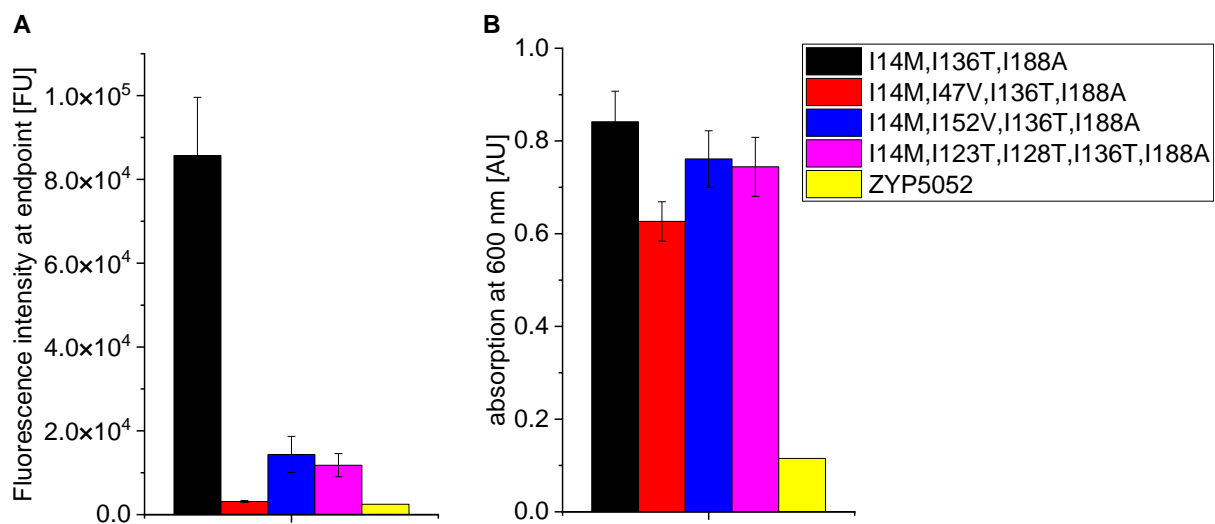 A
Fluorescence intensity at endpoint [FU]
1.0×10⁵
8.0×10⁴
6.0×10⁴
4.0×10⁴
2.0×10⁴
0.0
B
absorption at 600 nm [AU]
1.0
0.8
0.6
0.4
0.2
0.0
I14M,I136T,I188A
I14M,I47V,I136T,I188A
I14M,I152V,I136T,I188A
I14M,I123T,I128T,I136T,I188A
ZYP5052